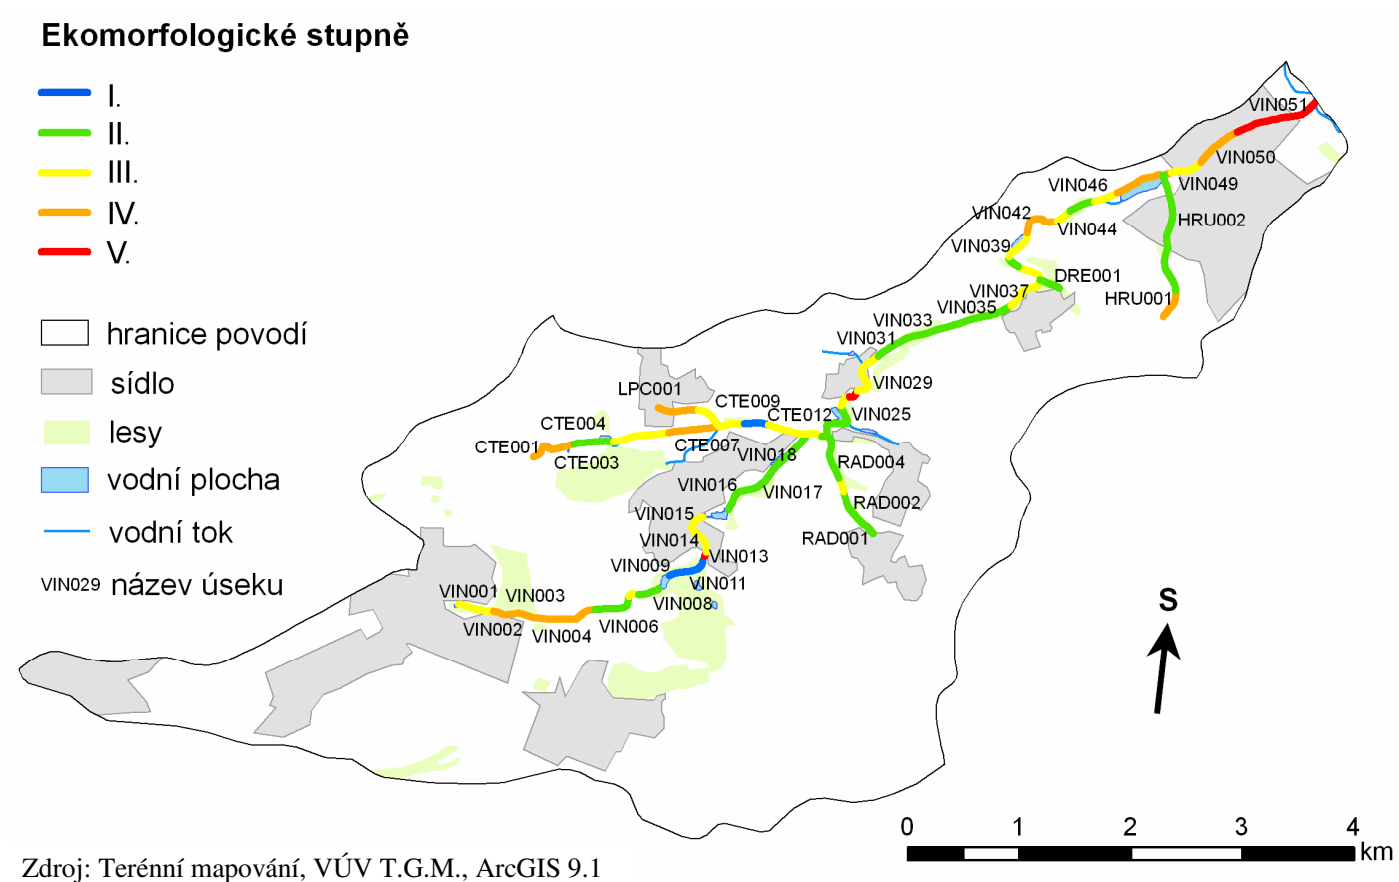 Ekomorfologické stupně
I.
II.
III.
IV.
V.
hranice povodí
sídlo
lesy
vodní plocha
vodní tok
VIN029 název úseku
VIN051
VIN050
VIN046
VIN049
VIN042
VIN044
HRU002
VIN039
DRE001
VIN037
HRU001
VIN035
VIN033
VIN031
VIN029
LPC001
CTE009
CTE012
VIN025
CTE004
CTE001
CTE007
CTE003
VIN018
RAD004
VIN016
VIN017
RAD002
VIN015
RAD001
VIN014
VIN013
VIN009
VIN011
VIN001
VIN003
VIN008
VIN002
VIN004
VIN006
S
0 1 2 3 4
km
Zdroj: Terénní mapování, VÚV T.G.M., ArcGIS 9.1